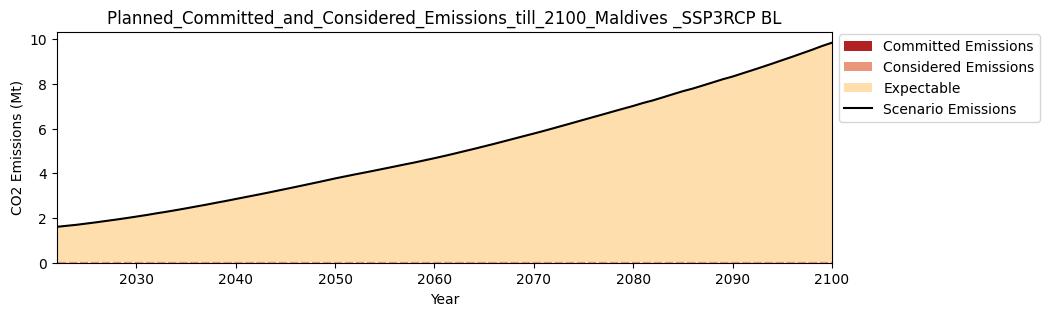 Planned_Committed_and_Considered_Emissions_till_2100_Maldives _SSP3RCP BL
10
8
6
4
2
0
CO2 Emissions (Mt)
2030 2040 2050 2060 2070 2080 2090 2100
Year
Committed Emissions
Considered Emissions
Expectable
Scenario Emissions